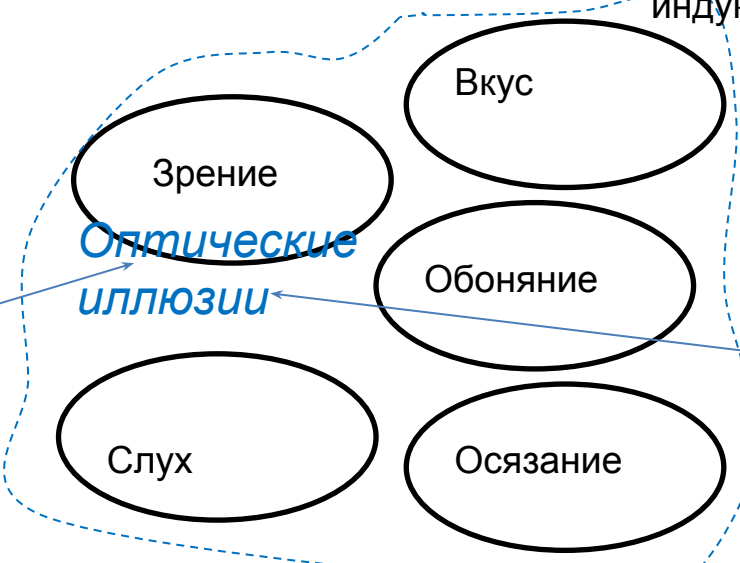 Вкус
Зрение
Оптические
иллюзии
Обоняние
Слух
Осязание